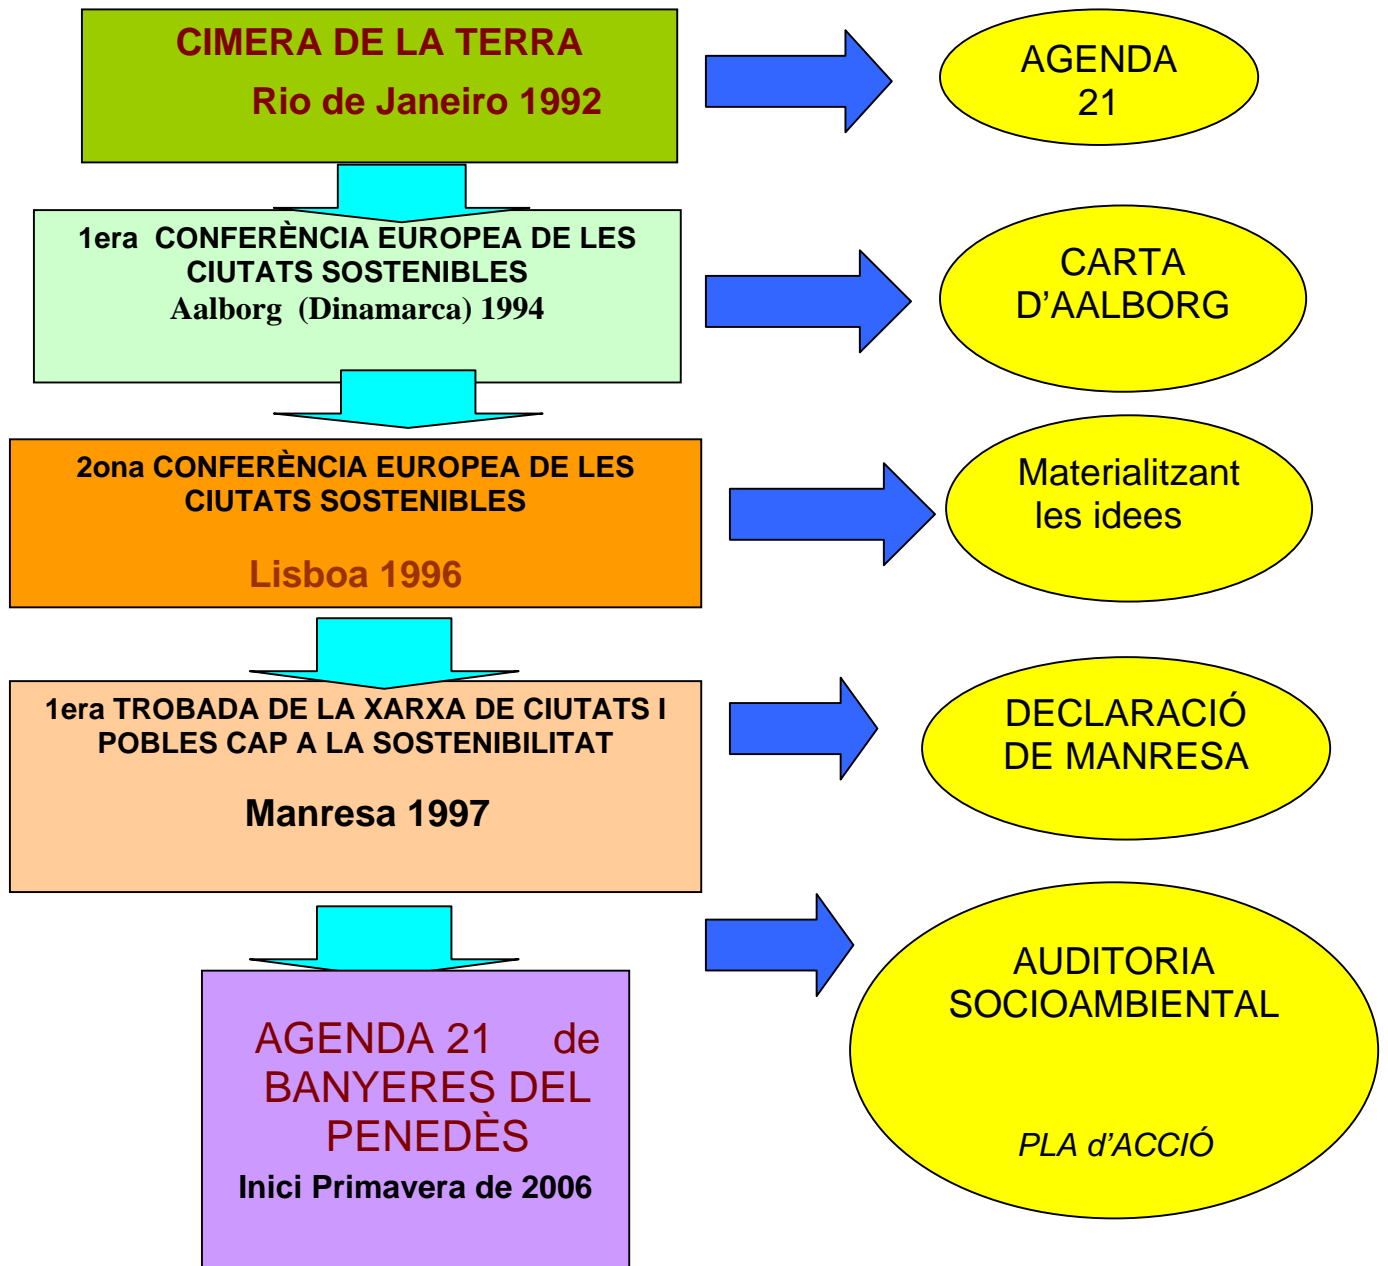 CIMERA DE LA TERRA
Rio de Janeiro 1992
AGENDA
21
1era CONFERÈNCIA EUROPEA DE LES
CIUTATS SOSTENIBLES
Aalborg (Dinamarca) 1994
CARTA
D’AALBORG
2ona CONFERÈNCIA EUROPEA DE LES
CIUTATS SOSTENIBLES
Lisboa 1996
Materialitzant
les idees
1era TROBADA DE LA XARXA DE CIUTATS I
POBLES CAP A LA SOSTENIBILITAT
Manresa 1997
DECLARACIÓ
DE MANRESA
AGENDA 21 de
BANYERES DEL
PENEDÈS
Inici Primavera de 2006
AUDITORIA
SOCIOAMBIENTAL
PLA d’ACCIÓ